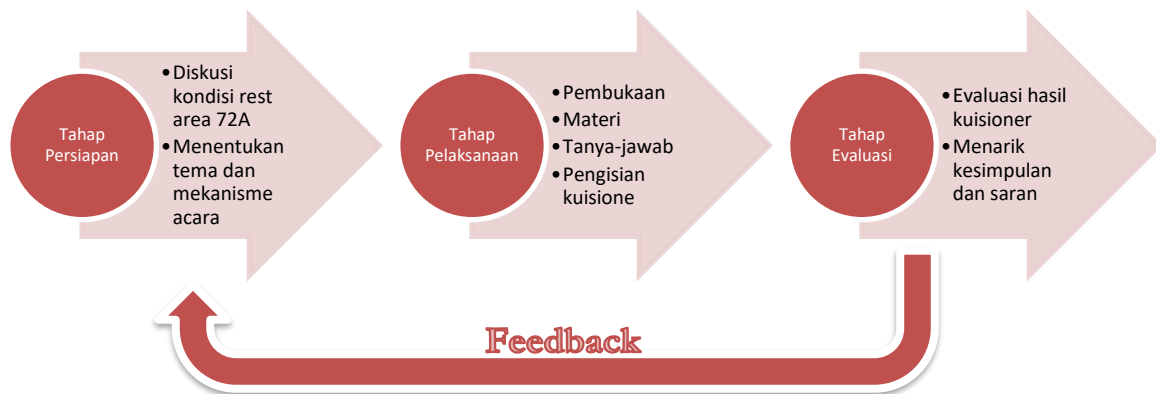 Tahap
Persiapan
•Diskusi
kondisi rest
area 72A
•Menentukan
tema dan
mekanisme
acara
Tahap
Pelaksanaan
•Pembukaan
•Materi
•Tanya-jawab
•Pengisian
kuisione
Tahap
Evaluasi
•Evaluasi hasil
kuisioner
•Menarik
kesimpulan
dan saran
Feedback